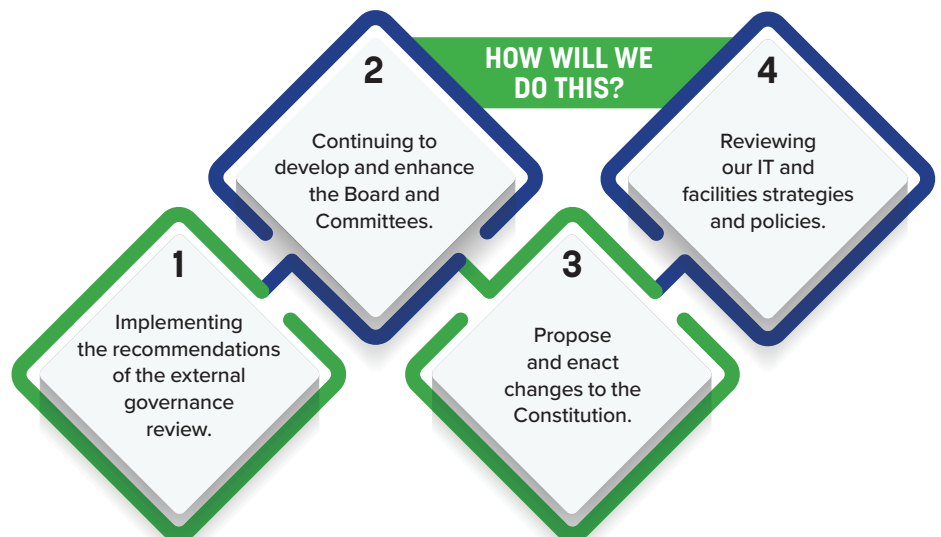 HOW WILL WE
DO THIS?
1
Implementing
the recommendations
of the external
governance
review.
2
Continuing to
develop and enhance
the Board and
Committees.
3
Propose
and enact
changes to the
Constitution.
4
Reviewing
our IT and
facilities strategies
and policies.